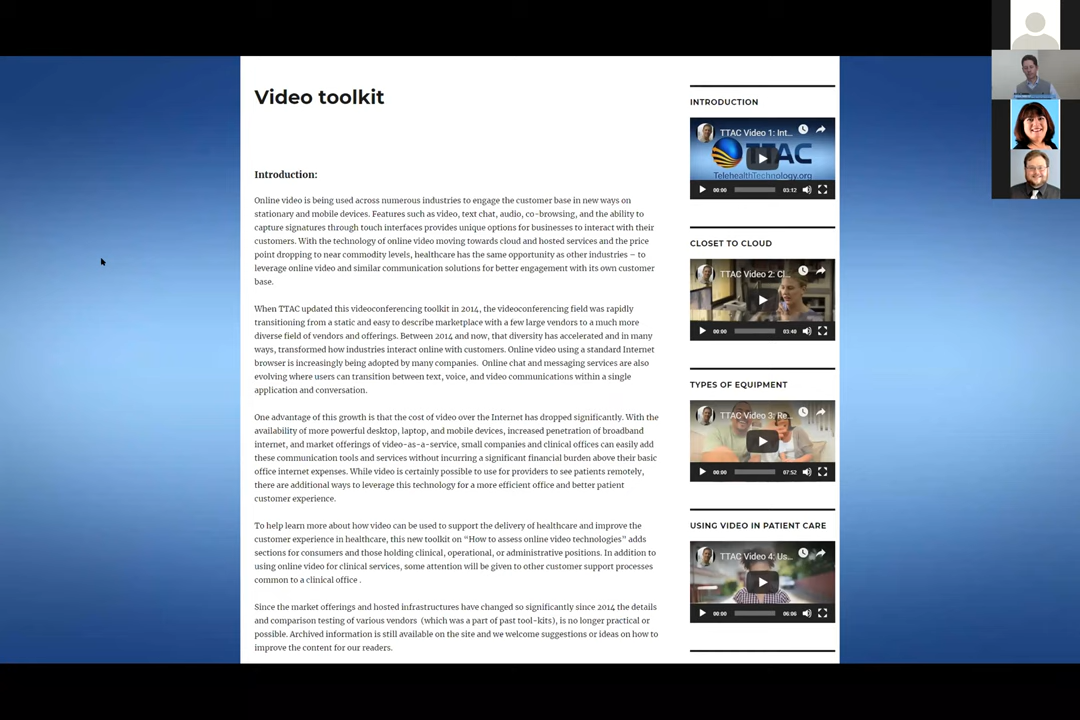 Video toolkit
Introduction:
Online video is being used across numerous industries to engage the customer base in new ways on
stationary and mobile devices. Features such as video, text chat, audio, co-browsing, and the ability to
capture signatures through touch interfaces provides unique options for businesses to interact with their
customers. With the technology of online video moving towards cloud and hosted services and the price
point dropping to near commodity levels, healthcare has the same opportunity as other industries – to
leverage online video and similar communication solutions for better engagement with its own customer
base.
When TTAC updated this videoconferencing toolkit in 2014, the videoconferencing field was rapidly
transitioning from a static and easy to describe marketplace with a few large vendors to a much more
diverse field of vendors and offerings. Between 2014 and now, that diversity has accelerated and in many
ways, transformed how industries interact online with customers. Online video using a standard Internet
browser is increasingly being adopted by many companies. Online chat and messaging services are also
evolving where users can transition between text, voice, and video communications within a single
application and conversation.
One advantage of this growth is that the cost of video over the Internet has dropped significantly. With the
availability of more powerful desktop, laptop, and mobile devices, increased penetration of broadband
internet, and market offerings of video-as-a-service, small companies and clinical offices can easily add
these communication tools and services without incurring a significant financial burden above their basic
office internet expenses. While video is certainly possible to use for providers to see patients remotely,
there are additional ways to leverage this technology for a more efficient office and better patient
customer experience.
To help learn more about how video can be used to support the delivery of healthcare and improve the
customer experience in healthcare, this new toolkit on “How to assess online video technologies” adds
sections for consumers and those holding clinical, operational, or administrative positions. In addition to
using online video for clinical services, some attention will be given to other customer support processes
common to a clinical office .
Since the market offerings and hosted infrastructures have changed so significantly since 2014 the details
and comparison testing of various vendors (which was a part of past tool-kits), is no longer practical or
possible. Archived information is still available on the site and we welcome suggestions or ideas on how to
improve the content for our readers.
INTRODUCTION
TTAC Video 1: Int...
TTAC
TelehealthTechnology.org
00:00 03:12
CLOSET TO CLOUD
TTAC Video 2: Cl...
00:00 03:40
TYPES OF EQUIPMENT
TTAC Video 3: Re...
00:00 07:52
USING VIDEO IN PATIENT CARE
TTAC Video 4: Us...
00:00 06:06